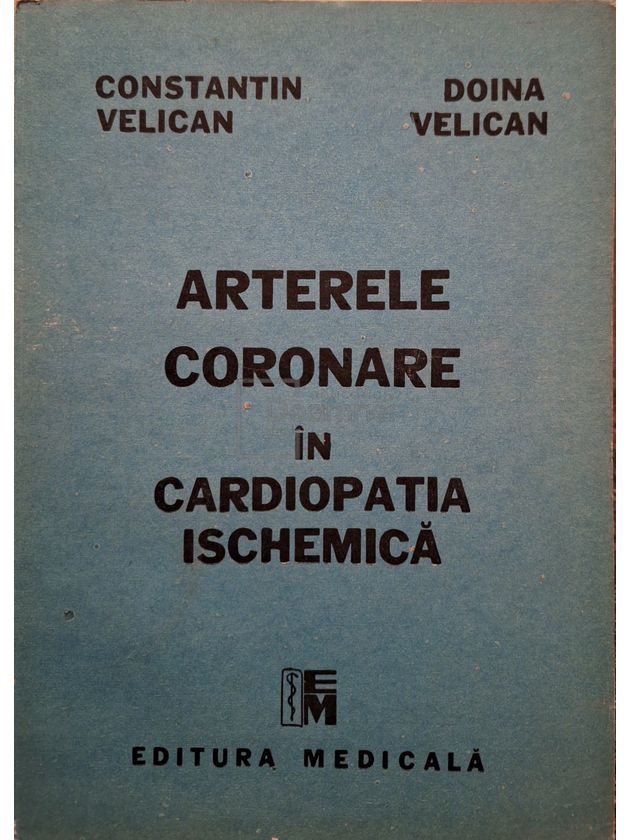 CONSTANTIN VELICAN
DOINA VELICAN
ARTERELE
CORONARE
ÎN
CARDIOPATIA
ISCHEMICĂ
EM
EDITURA MEDICALĂ